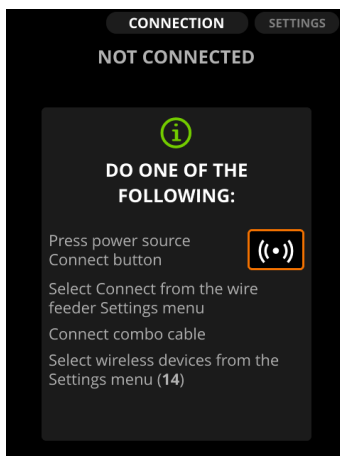 CONNECTION SETTINGS
NOT CONNECTED
DO ONE OF THE
FOLLOWING:
Press power source
Connect button
Select Connect from the wire
feeder Settings menu
Connect combo cable
Select wireless devices from the
Settings menu (14)